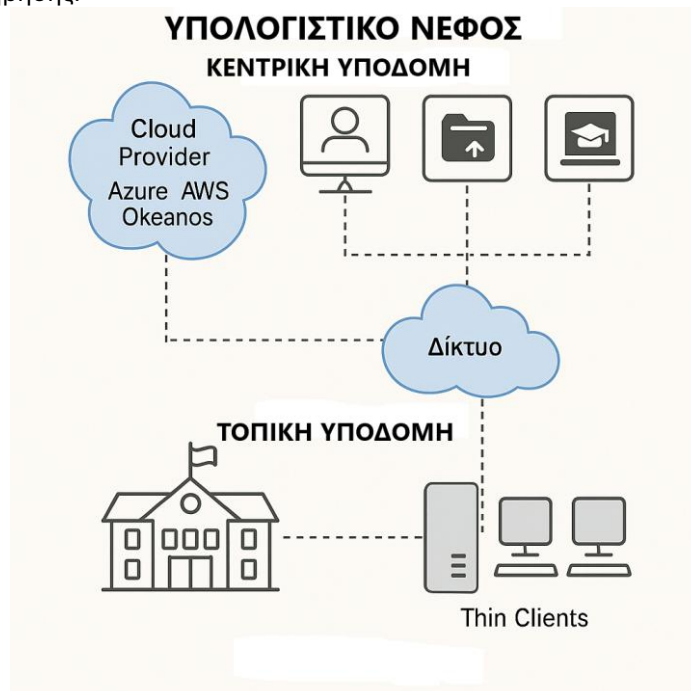 ΥΠΟΛΟΓΙΣΤΙΚΟ ΝΕΦΟΣ
ΚΕΝΤΡΙΚΗ ΥΠΟΔΟΜΗ
Cloud
Provider
Azure AWS
Okeanos
Δίκτυο
ΤΟΠΙΚΗ ΥΠΟΔΟΜΗ
Thin Clients